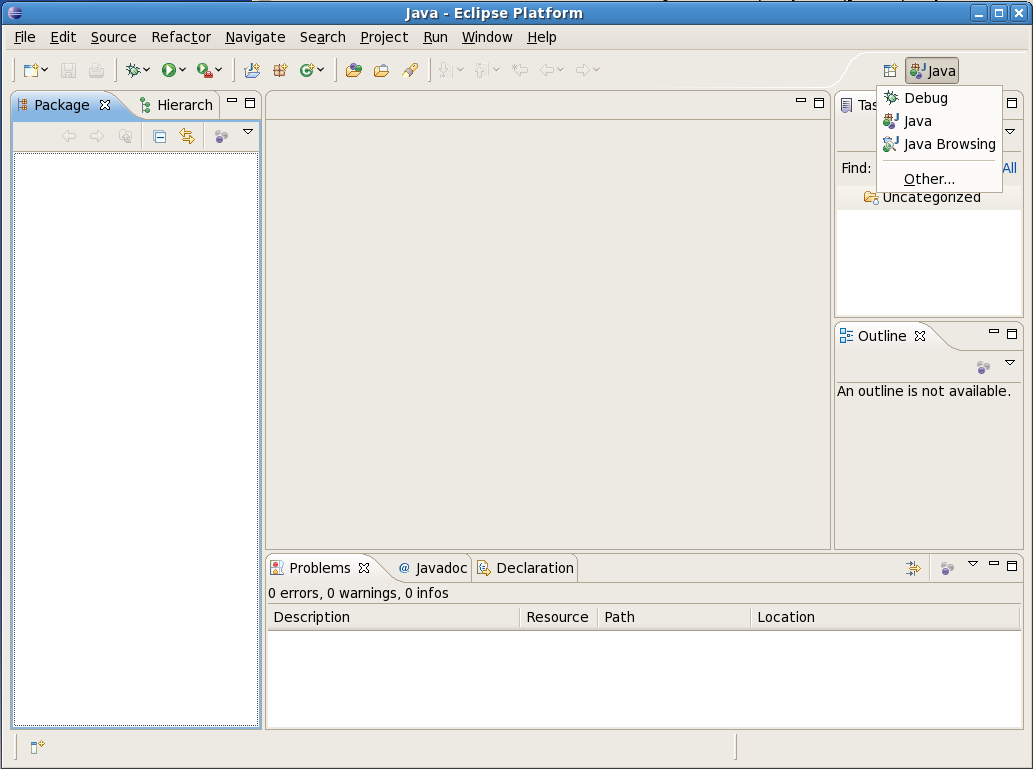 Java - Eclipse Platform
File Edit Source Refactor Navigate Search Project Run Window Help
Java
Package Hierarch
Tas
Debug
Java
Java Browsing
Other...
Find: All
Uncategorized
Outline
An outline is not available.
Problems @ Javadoc Declaration
0 errors, 0 warnings, 0 infos
Description Resource Path Location